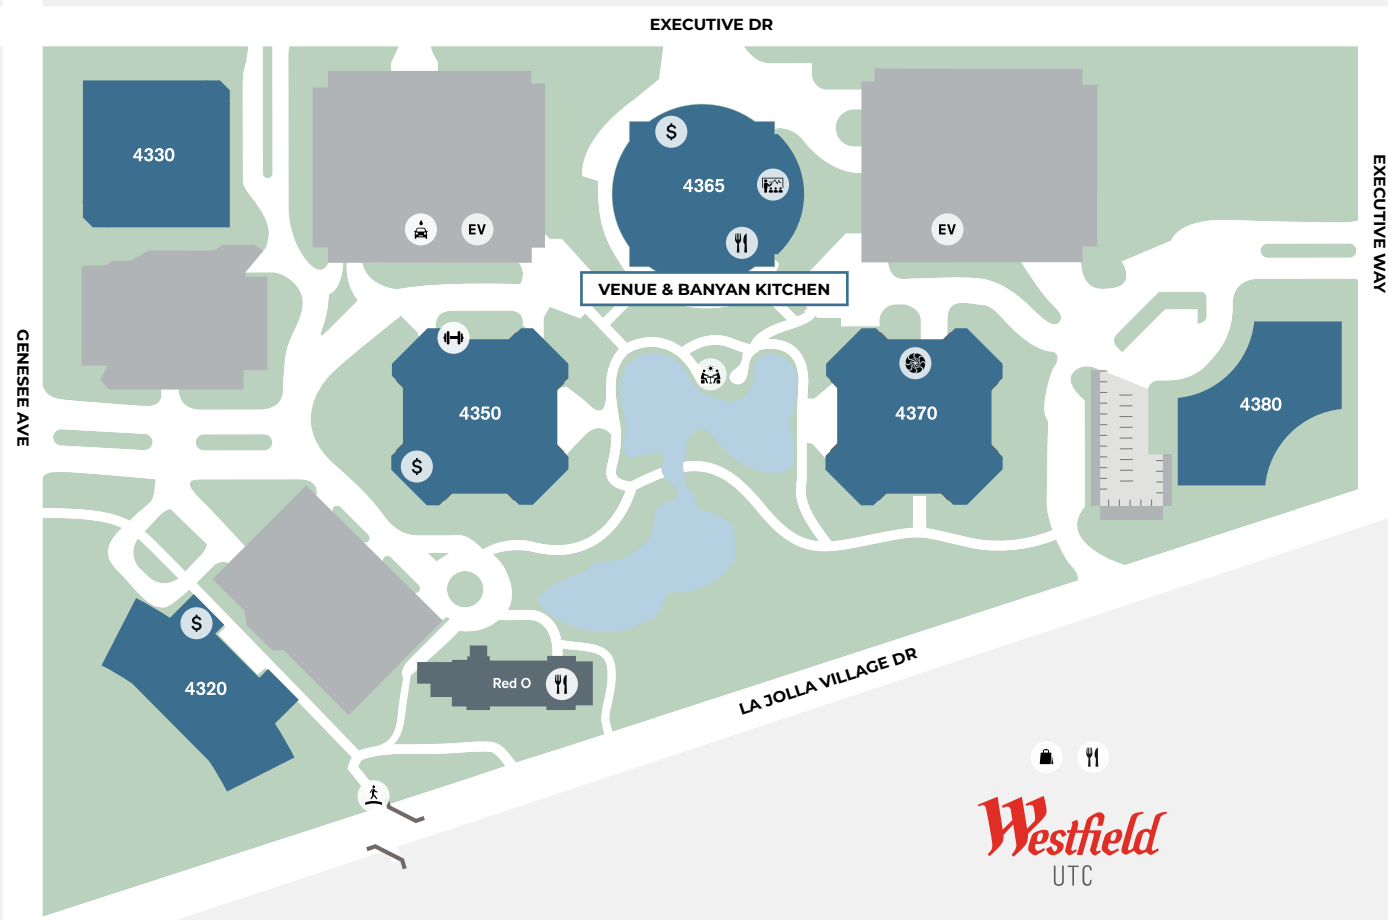 EXECUTIVE DR
4330
$
4365
EXECUTIVE WAY
EV
EV
VENUE & BANYAN KITCHEN
GENESEE AVE
4350
4370
4380
$
$
4320
Red O
LA JOLLA VILLAGE DR
Westfield
UTC